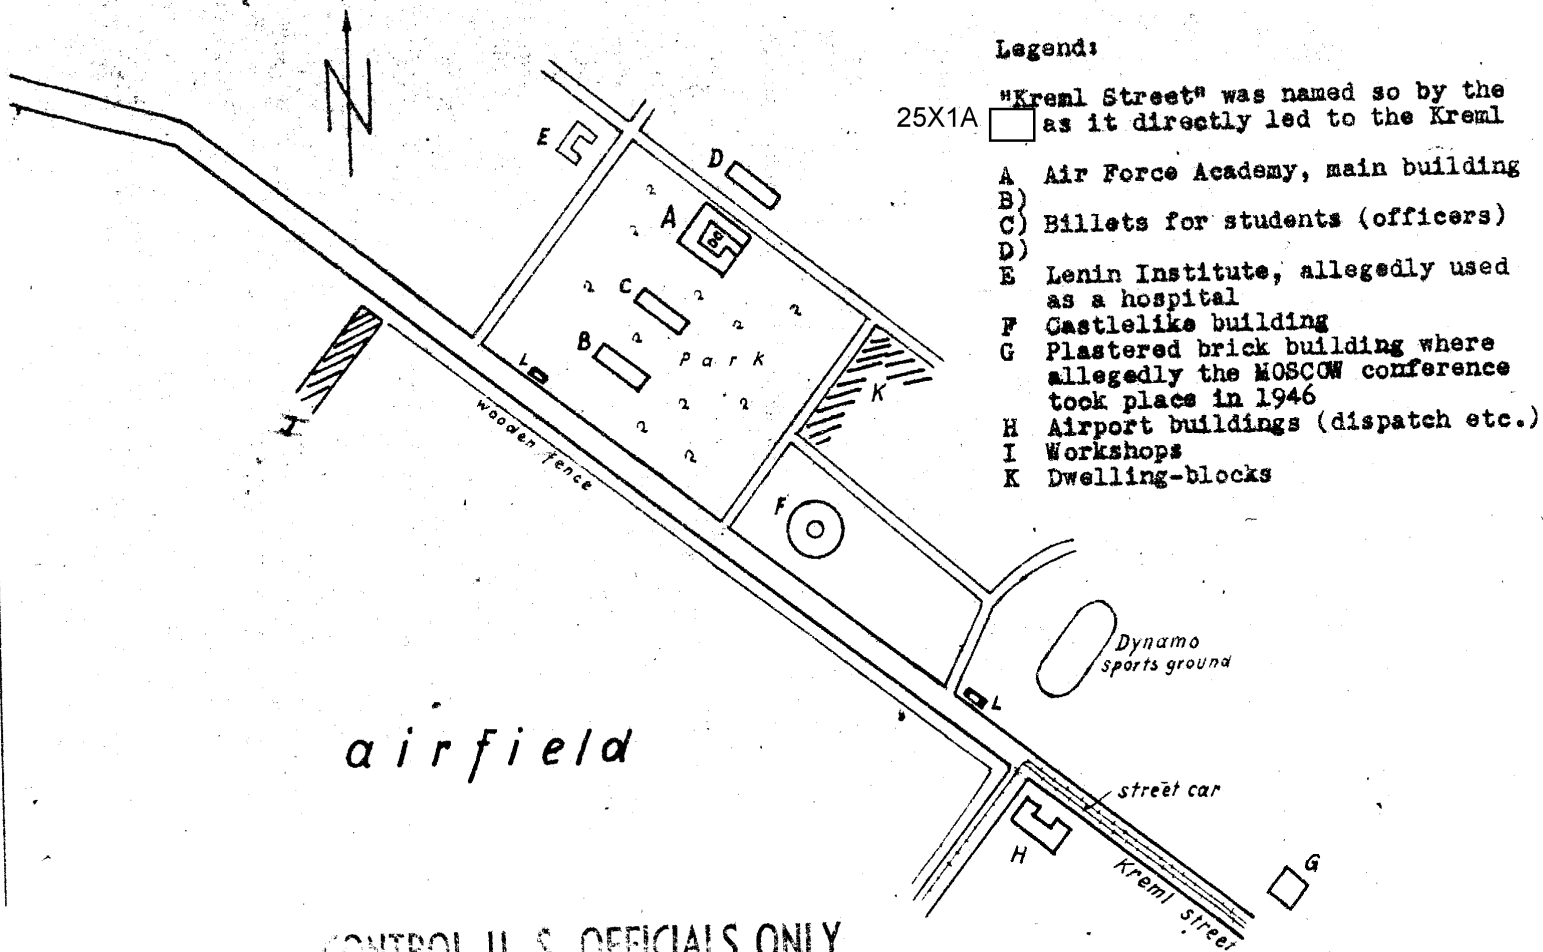 N
Legend:
"Kreml Street" was named so by the
25X1A
as it directly led to the Kreml
A Air Force Academy, main building
B)
C) Billets for students (officers)
D)
E Lenin Institute, allegedly used
as a hospital
F Castlelike building
G Plastered brick building where
allegedly the MOSCOW conference
took place in 1946
H Airport buildings (dispatch etc.)
I Workshops
K Dwelling-blocks
E
D
A
C
B
Park
L
K
I
wooden fence
F
Dynamo
sports ground
L
airfield
street car
H
G
Kreml street
CONTROL U. S. OFFICIALS ONLY